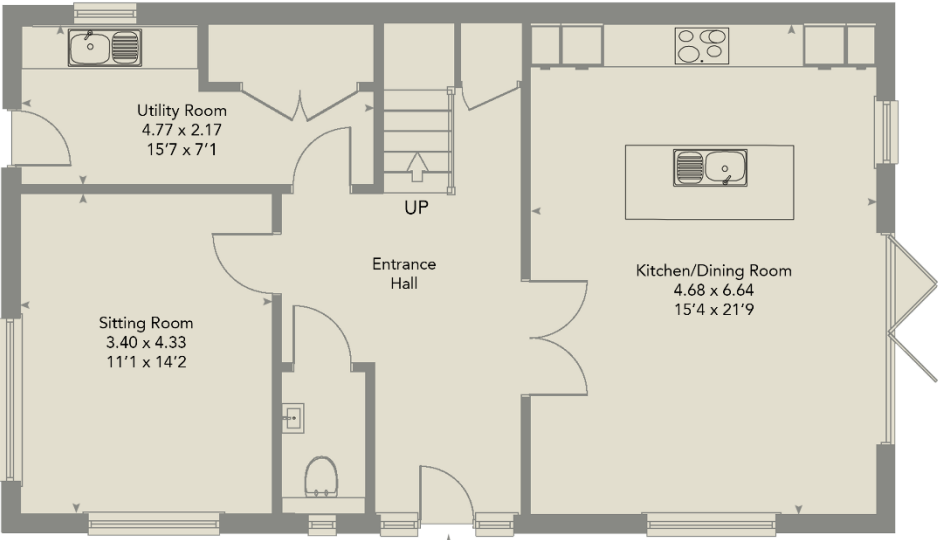 Utility Room
4.77 x 2.17
15'7 x 7'1
UP
Entrance
Hall
Kitchen/Dining Room
4.68 x 6.64
15'4 x 21'9
Sitting Room
3.40 x 4.33
11'1 x 14'2